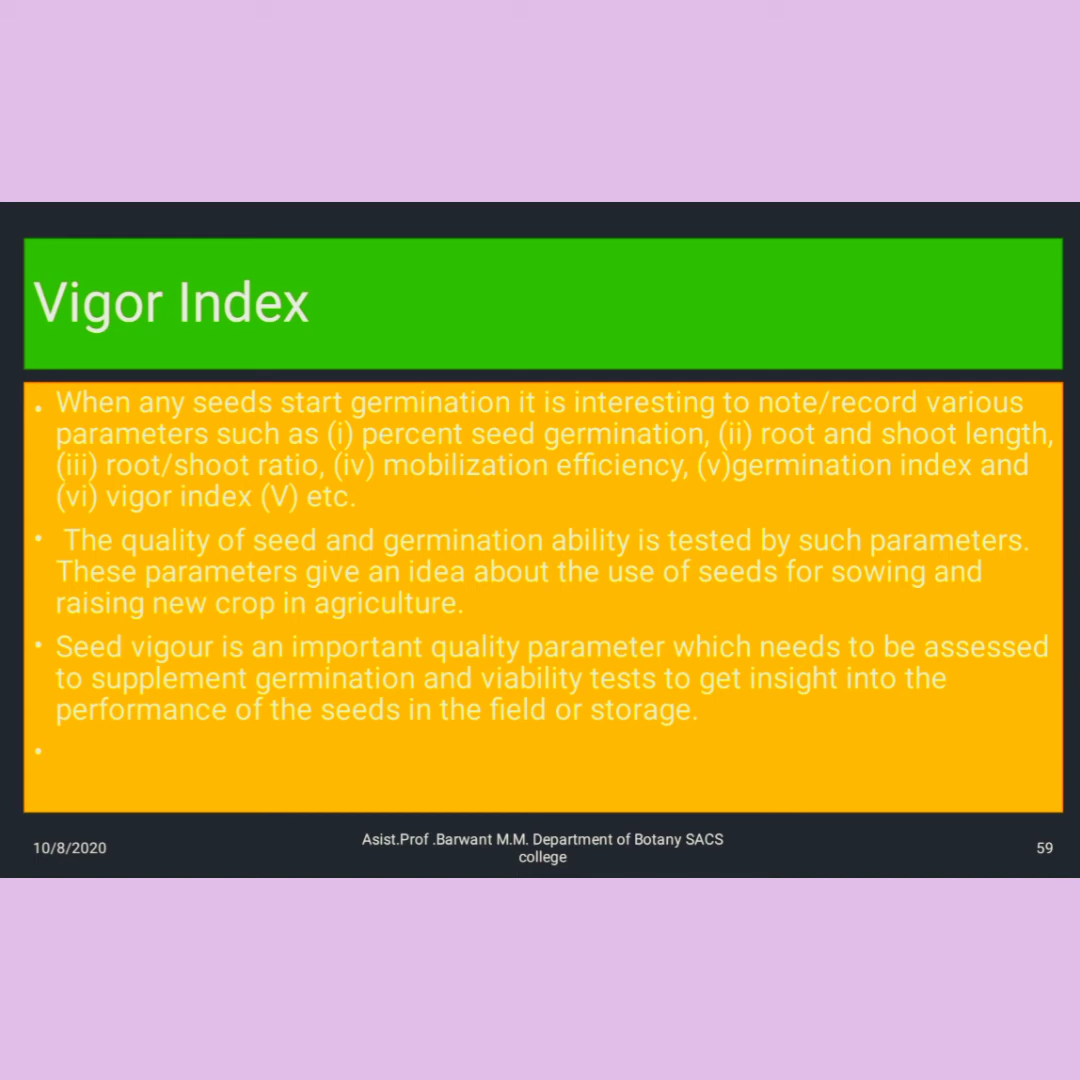 Vigor Index
• When any seeds start germination it is interesting to note/record various
parameters such as (i) percent seed germination, (ii) root and shoot length,
(iii) root/shoot ratio, (iv) mobilization efficiency, (v)germination index and
(vi) vigor index (V) etc.
• The quality of seed and germination ability is tested by such parameters.
These parameters give an idea about the use of seeds for sowing and
raising new crop in agriculture.
• Seed vigour is an important quality parameter which needs to be assessed
to supplement germination and viability tests to get insight into the
performance of the seeds in the field or storage.
•
10/8/2020
Asist.Prof .Barwant M.M. Department of Botany SACS
college
59